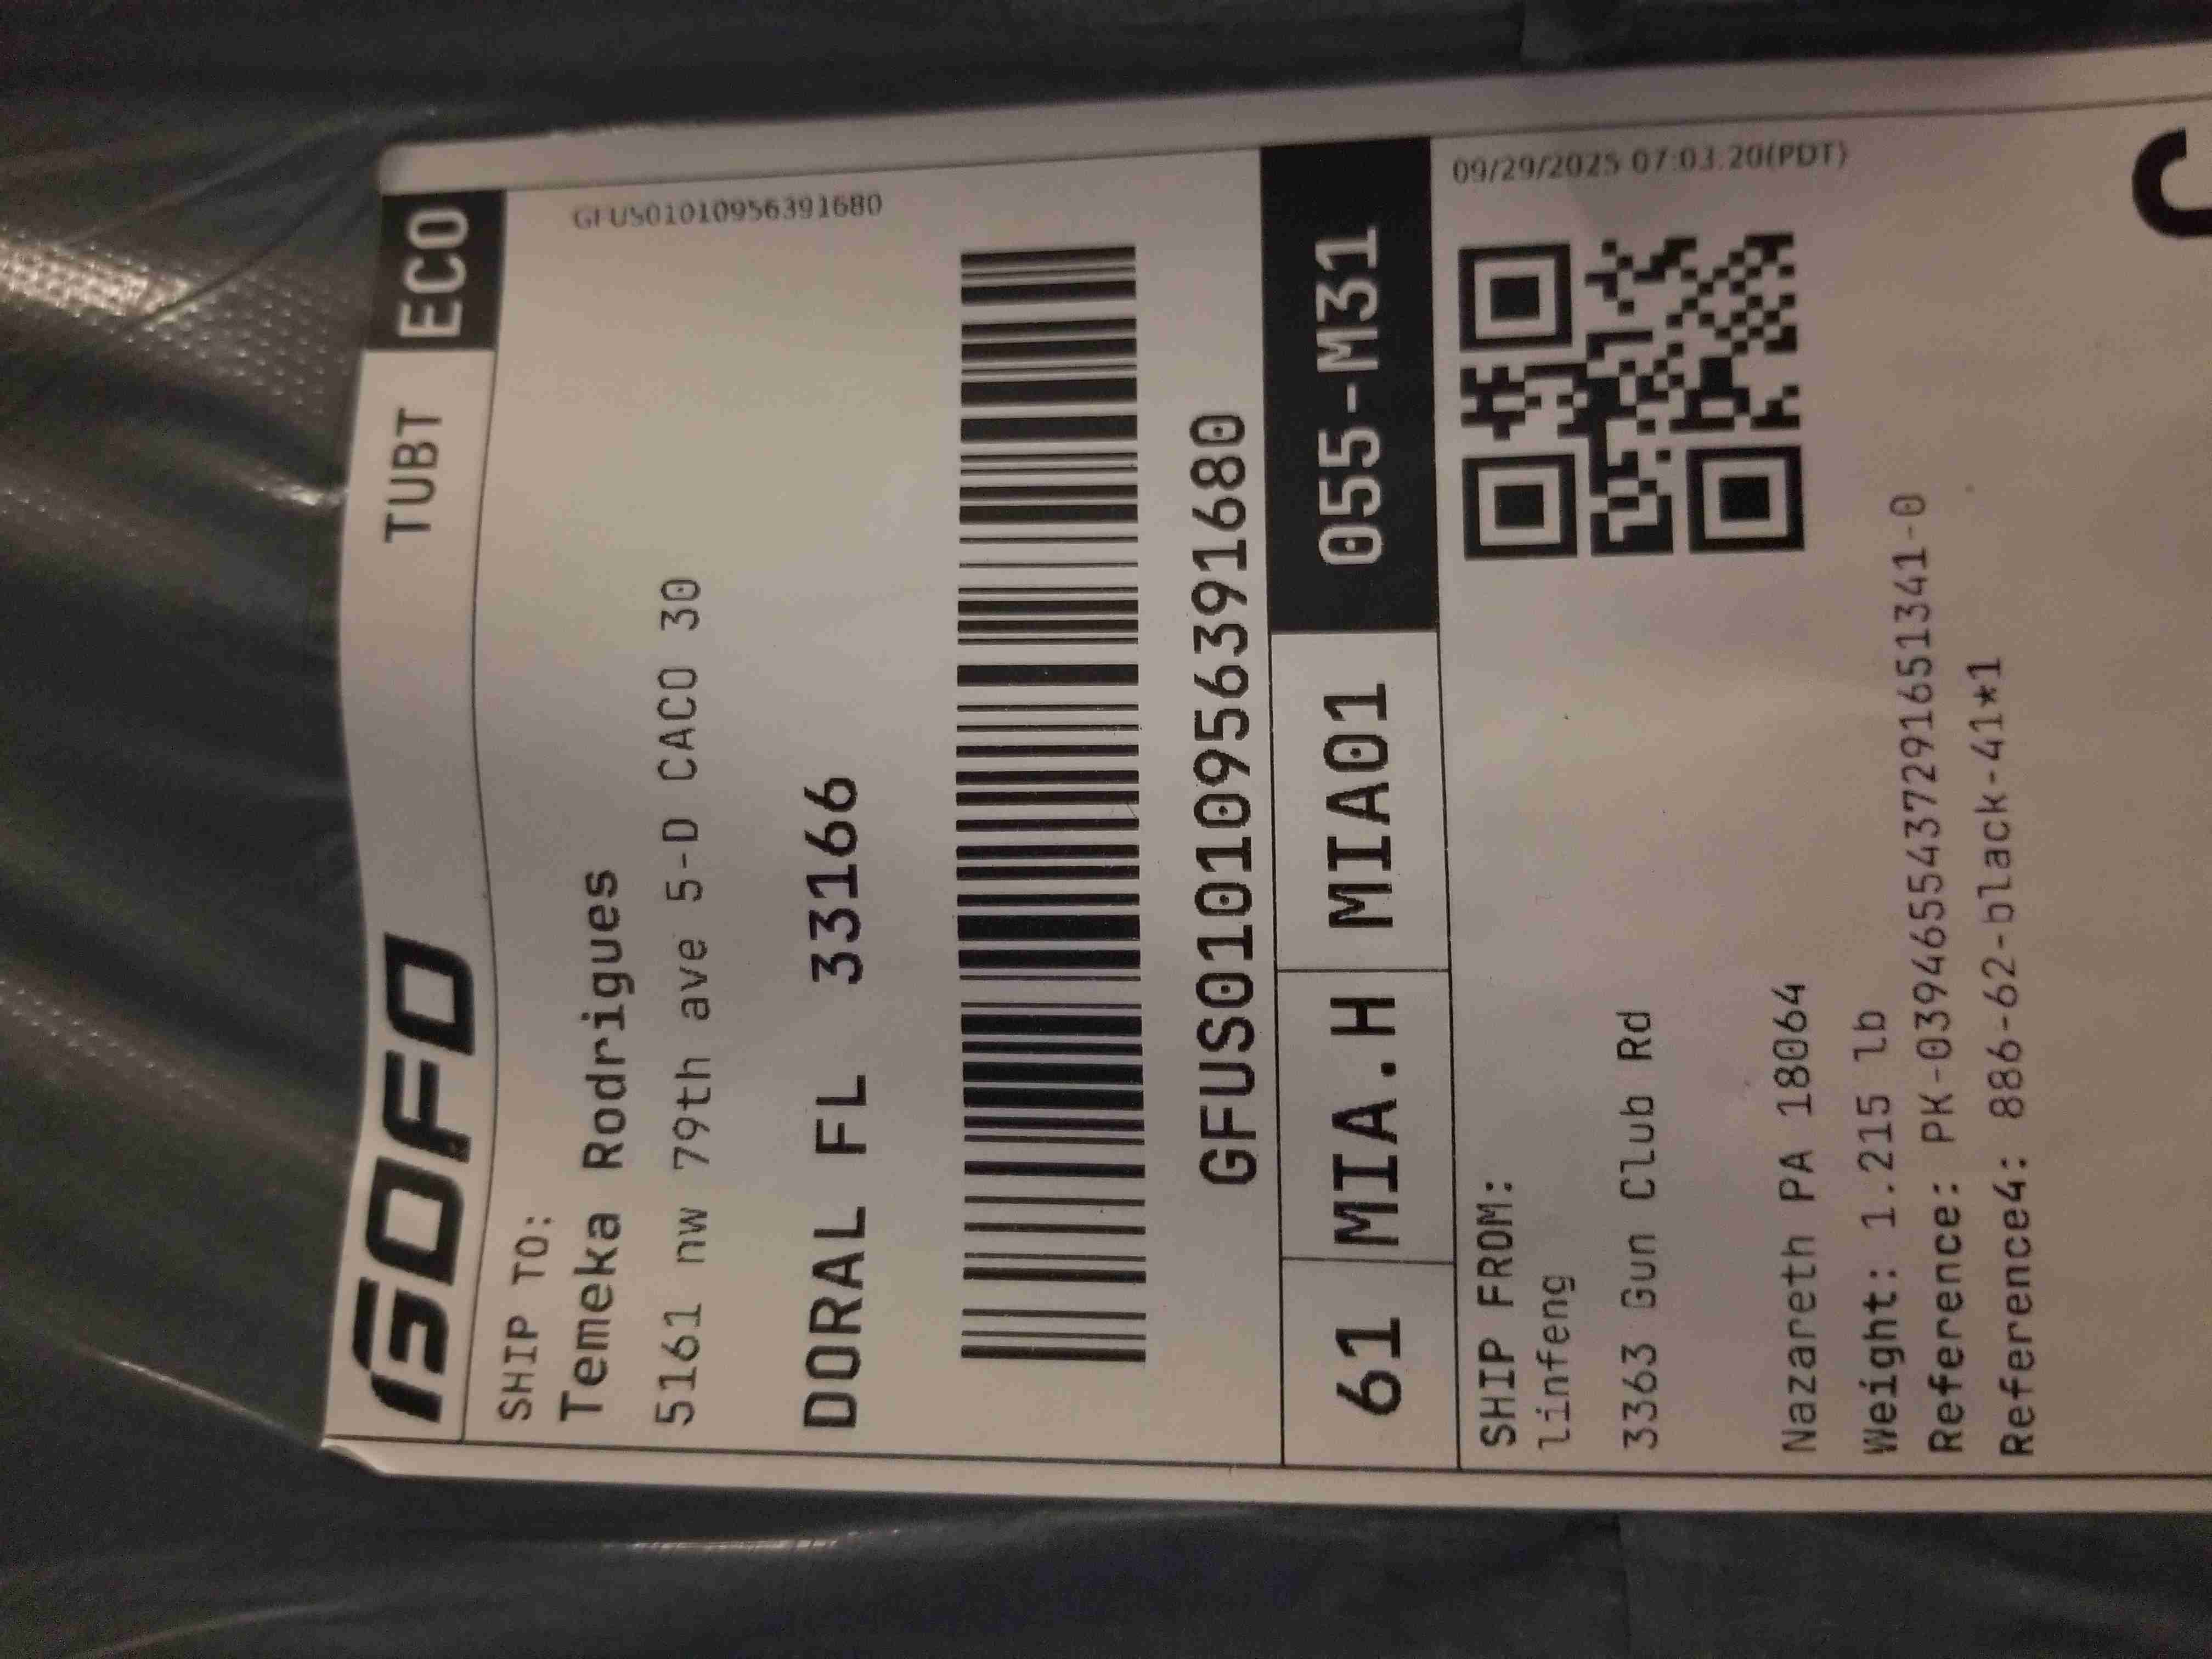 GOFO TUBT ECO
GFUS01010956391680
SHIP TO:
Temeka Rodrigues
5161 nw 79th ave 5-D CACO 30
DORAL FL 33166
GFUS01010956391680
61 MIA.H MIA01 055-M31
09/29/2025 07:03:20(PDT)
SHIP FROM:
linfeng
3363 Gun Club Rd
Nazareth PA 18064
Weight: 1.215 lb
Reference: PK-03946554372916513​41-0
Reference4: 886-62-black-41*1